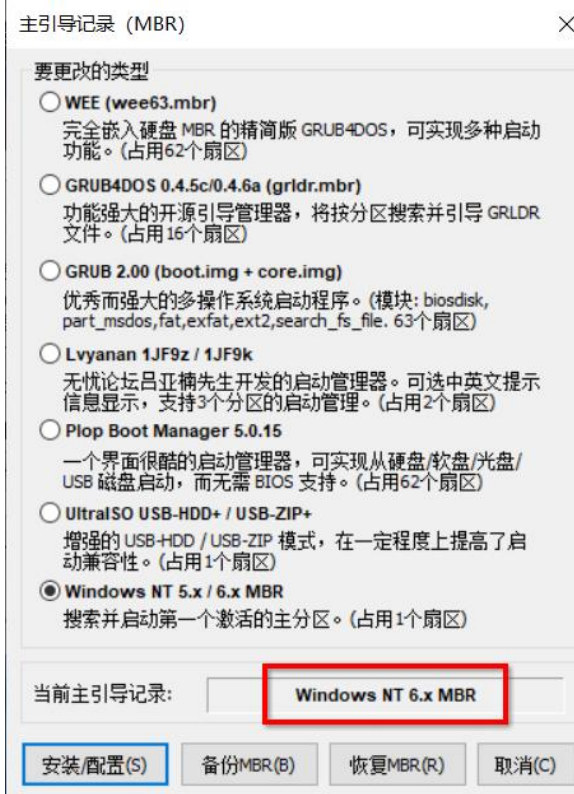 主引导记录 (MBR)
要更改的类型
WEE (wee63.mbr)
完全嵌入硬盘 MBR 的精简版 GRUB4DOS，可实现多种启动
功能。(占用62个扇区)
GRUB4DOS 0.4.5c/0.4.6a (grldr.mbr)
功能强大的开源引导管理器，将按分区搜索并引导 GRLDR
文件。(占用16个扇区)
GRUB 2.00 (boot.img + core.img)
优秀而强大的多操作系统启动程序。(模块: biosdisk,
part_msdos,fat,exfat,ext2,search_fs_file. 63个扇区)
Lvyanan 1JF9z / 1JF9k
无忧论坛吕亚楠先生开发的启动管理器。可选中英文提示
信息显示，支持3个分区的启动管理。(占用2个扇区)
Plop Boot Manager 5.0.15
一个界面很酷的启动管理器，可实现从硬盘/软盘/光盘/
USB 磁盘启动，而无需 BIOS 支持。(占用62个扇区)
UltraISO USB-HDD+ / USB-ZIP+
增强的 USB-HDD / USB-ZIP 模式，在一定程度上提高了启
动兼容性。(占用1个扇区)
Windows NT 5.x / 6.x MBR
搜索并启动第一个激活的主分区。(占用1个扇区)
当前主引导记录:
Windows NT 6.x MBR
安装/配置(S)
备份MBR(B)
恢复MBR(R)
取消(C)